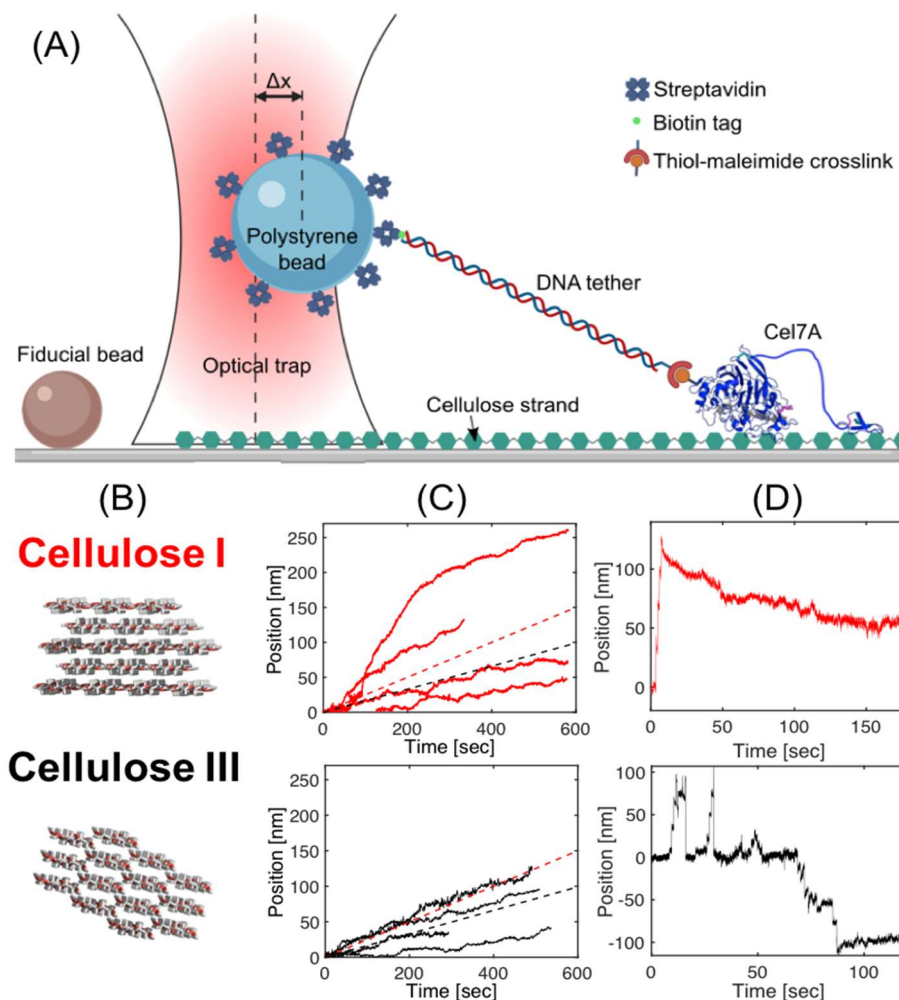 (A)
Δx
Streptavidin
Biotin tag
Thiol-maleimide crosslink
Polystyrene
bead
DNA tether
Cel7A
Fiducial bead
Optical trap
Cellulose strand
(B)
(C)
(D)
Cellulose I
Position [nm]
250
200
150
100
50
0
0
200
400
600
Time [sec]
Position [nm]
100
50
0
0
50
100
150
Time [sec]
Cellulose III
Position [nm]
250
200
150
100
50
0
0
200
400
600
Time [sec]
Position [nm]
100
50
0
-50
-100
0
50
100
Time [sec]